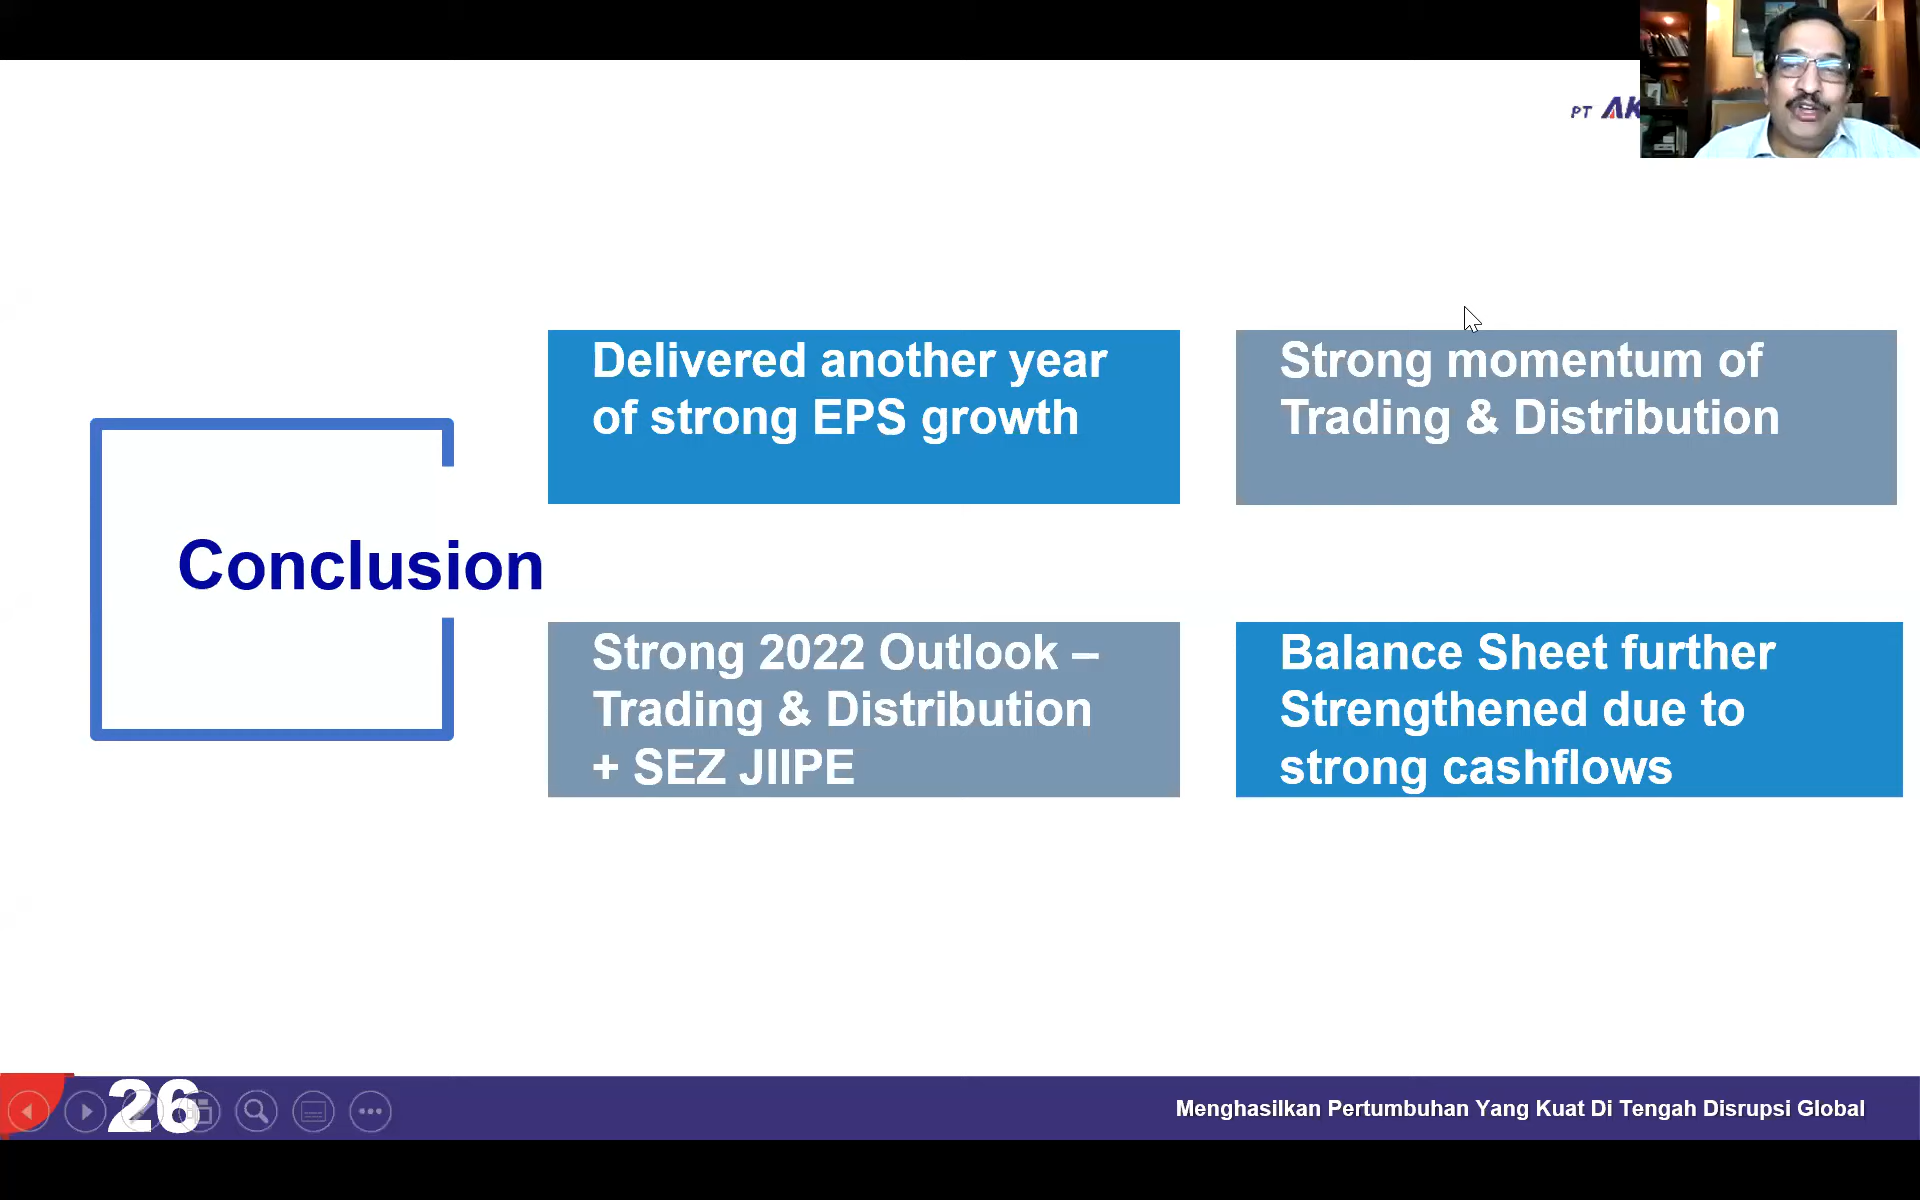 PT AK
Delivered another year
of strong EPS growth
Strong momentum of
Trading & Distribution
Conclusion
Strong 2022 Outlook –
Trading & Distribution
+ SEZ JIIPE
Balance Sheet further
Strengthened due to
strong cashflows
26
Menghasilkan Pertumbuhan Yang Kuat Di Tengah Disrupsi Global